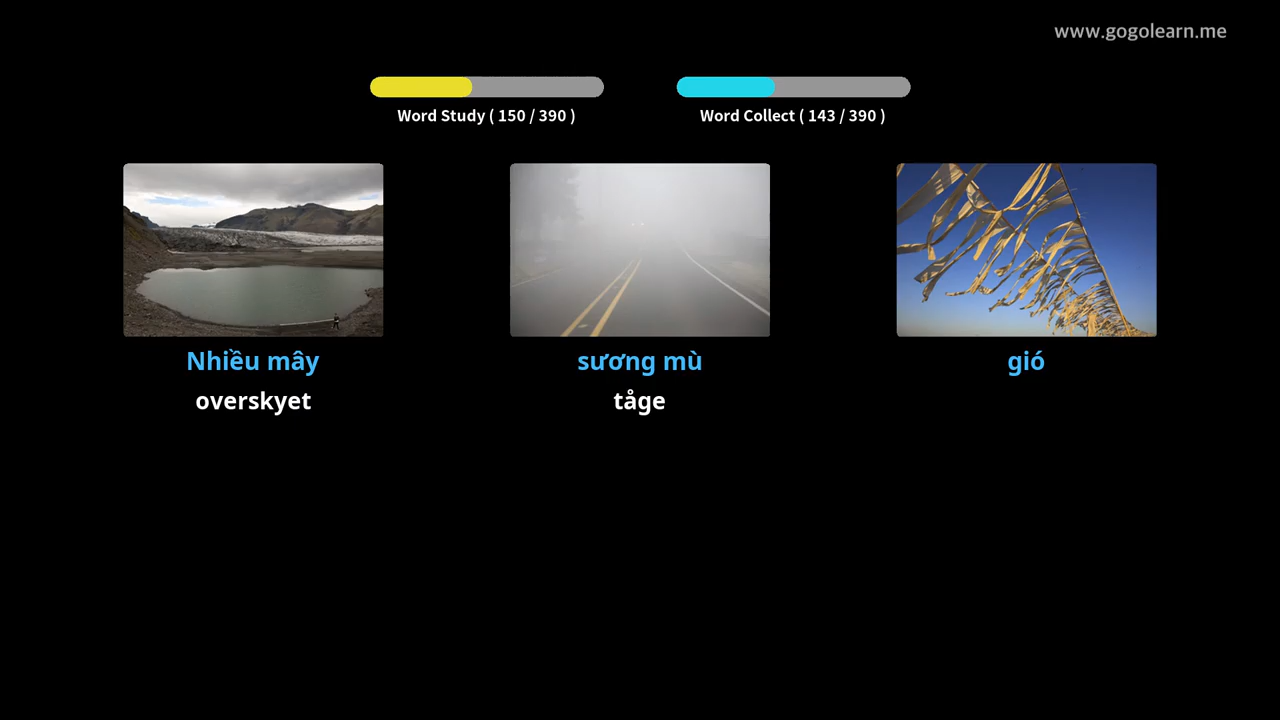 www.gogolearn.me
Word Study ( 150 / 390 )
Word Collect ( 143 / 390 )
Nhiều mây
sương mù
gió
overskyet
tåge